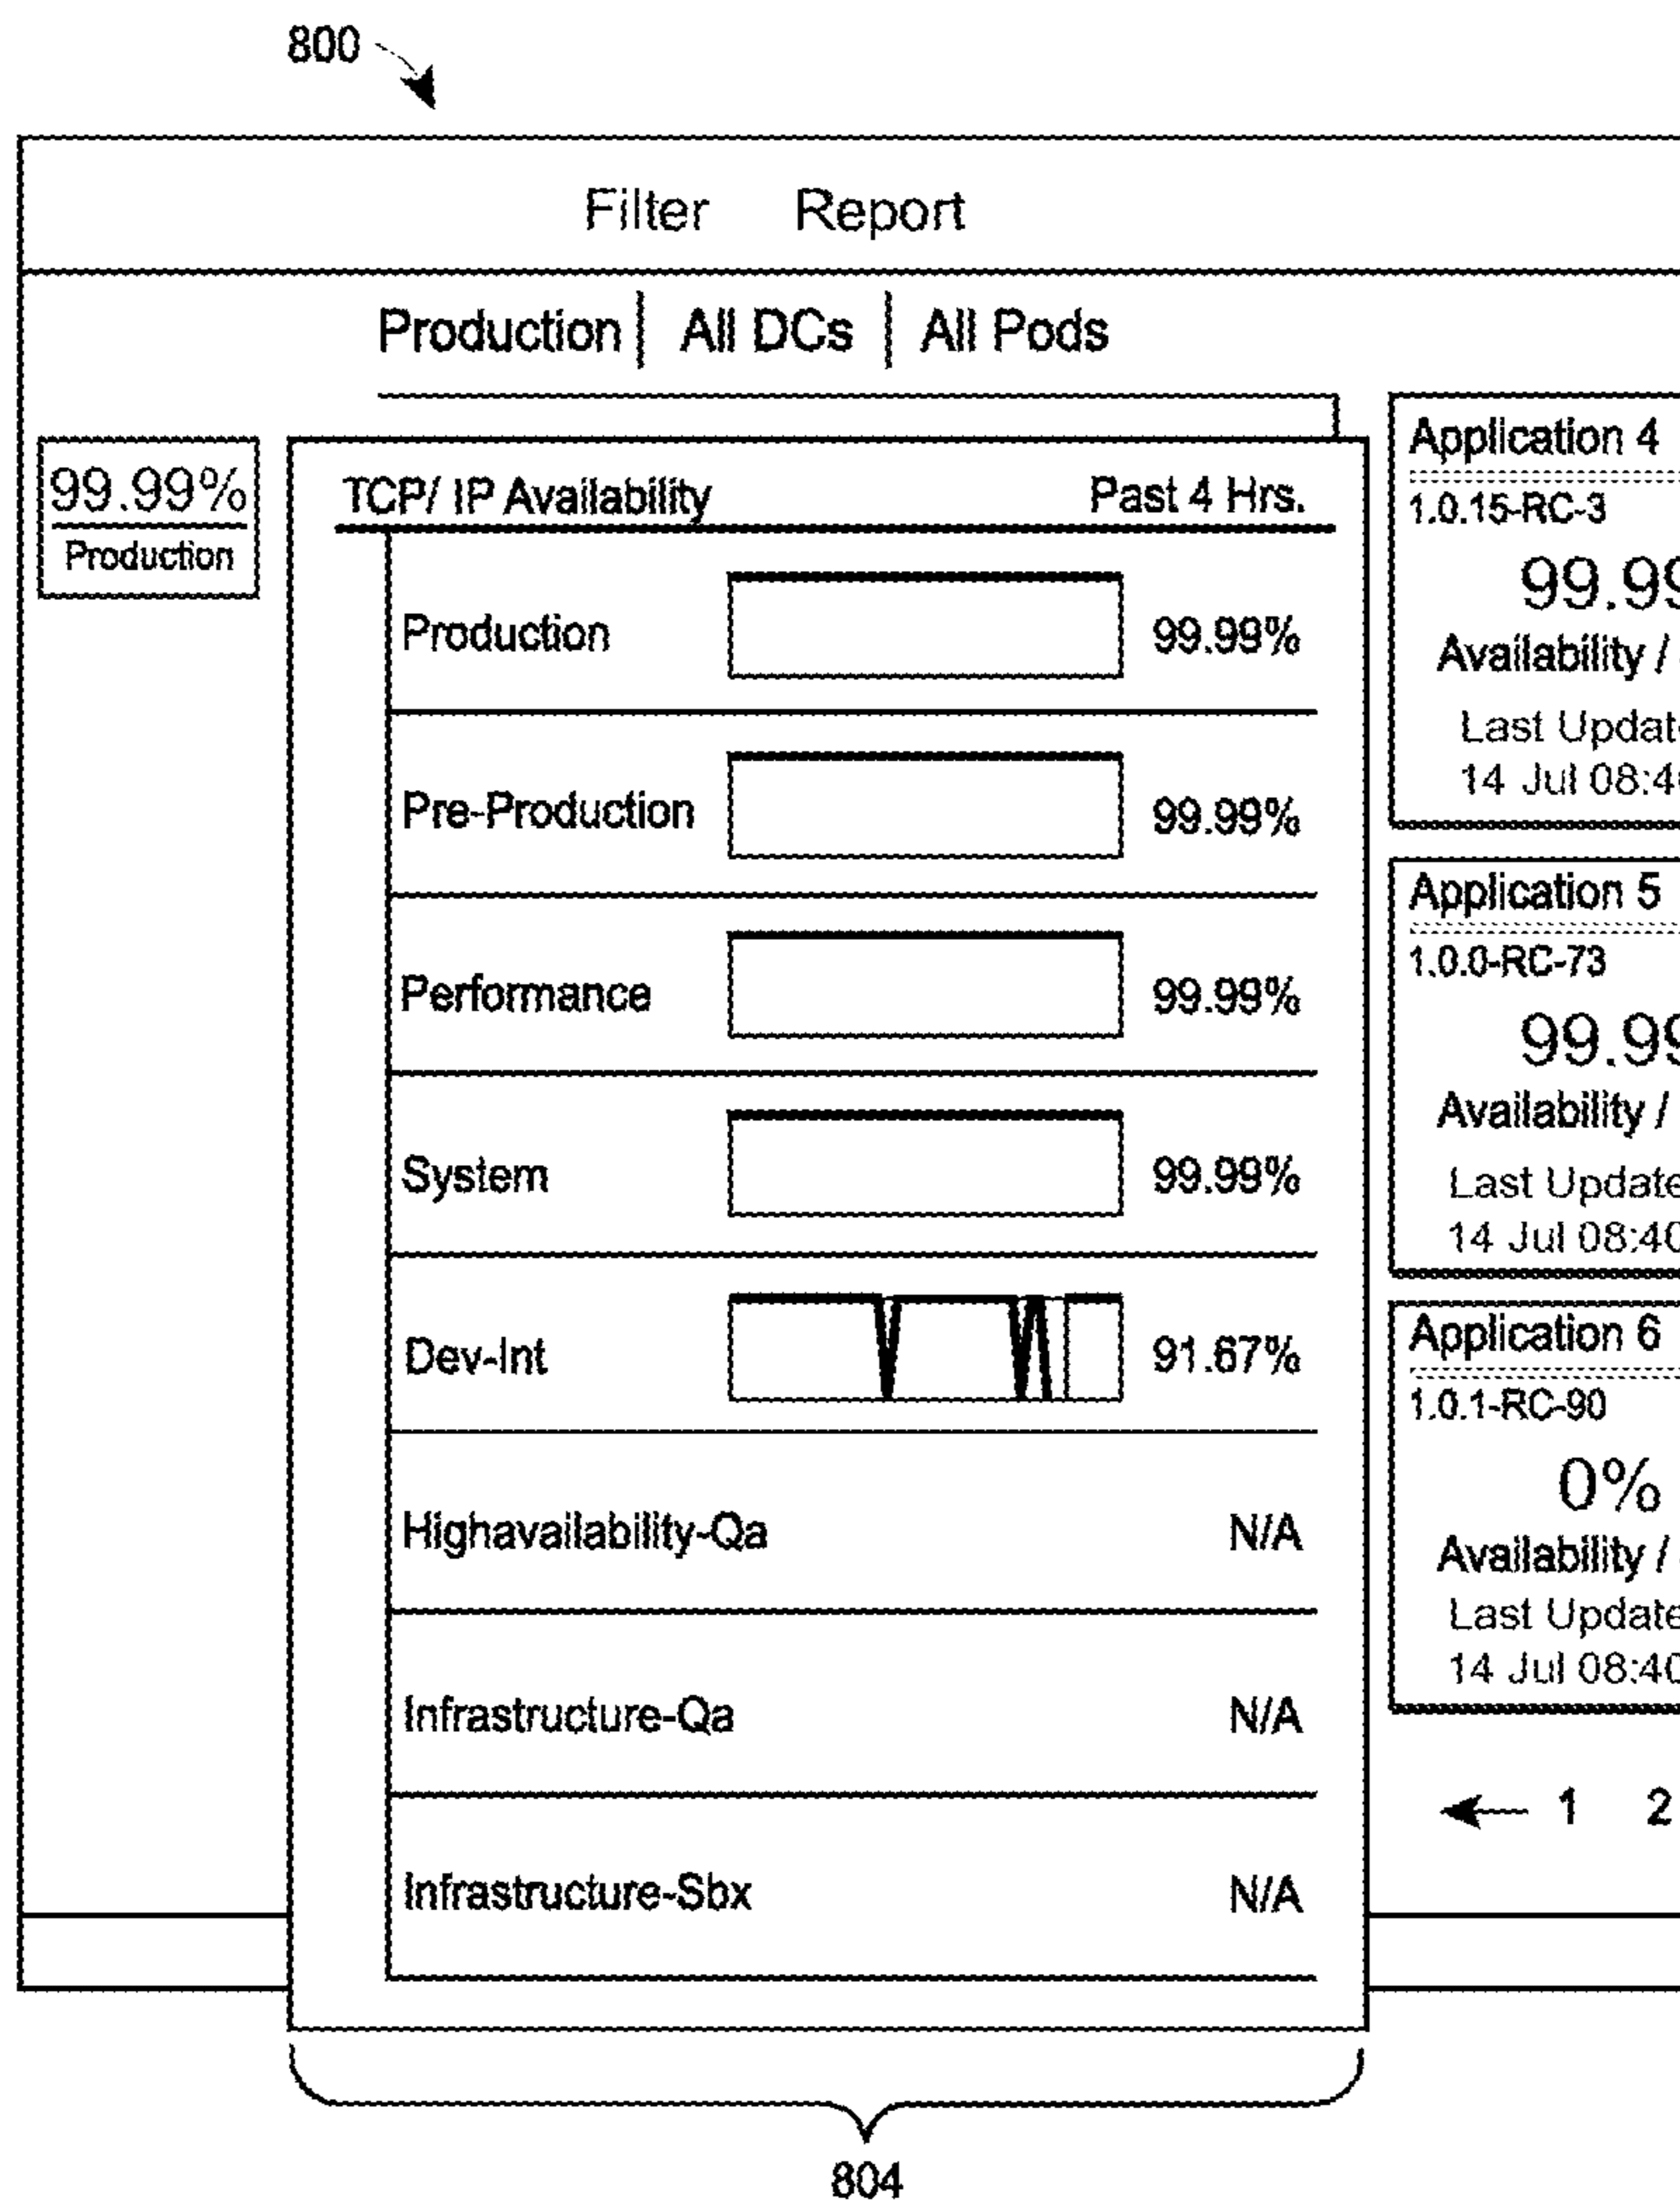 800
Filter Report
Production | All DCs | All Pods
99.99%
Production
TCP/ IP Availability Past 4 Hrs.
Production 99.99%
Pre-Production 99.99%
Performance 99.99%
System 99.99%
Dev-Int 91.67%
Highavailability-Qa N/A
Infrastructure-Qa N/A
Infrastructure-Sbx N/A
Application 4
1.0.15-RC-3
99.99
Availability /
Last Updat
14 Jul 08:4
Application 5
1.0.0-RC-73
99.99
Availability /
Last Update
14 Jul 08:40
Application 6
1.0.1-RC-90
0%
Availability /
Last Update
14 Jul 08:40
1 2
804